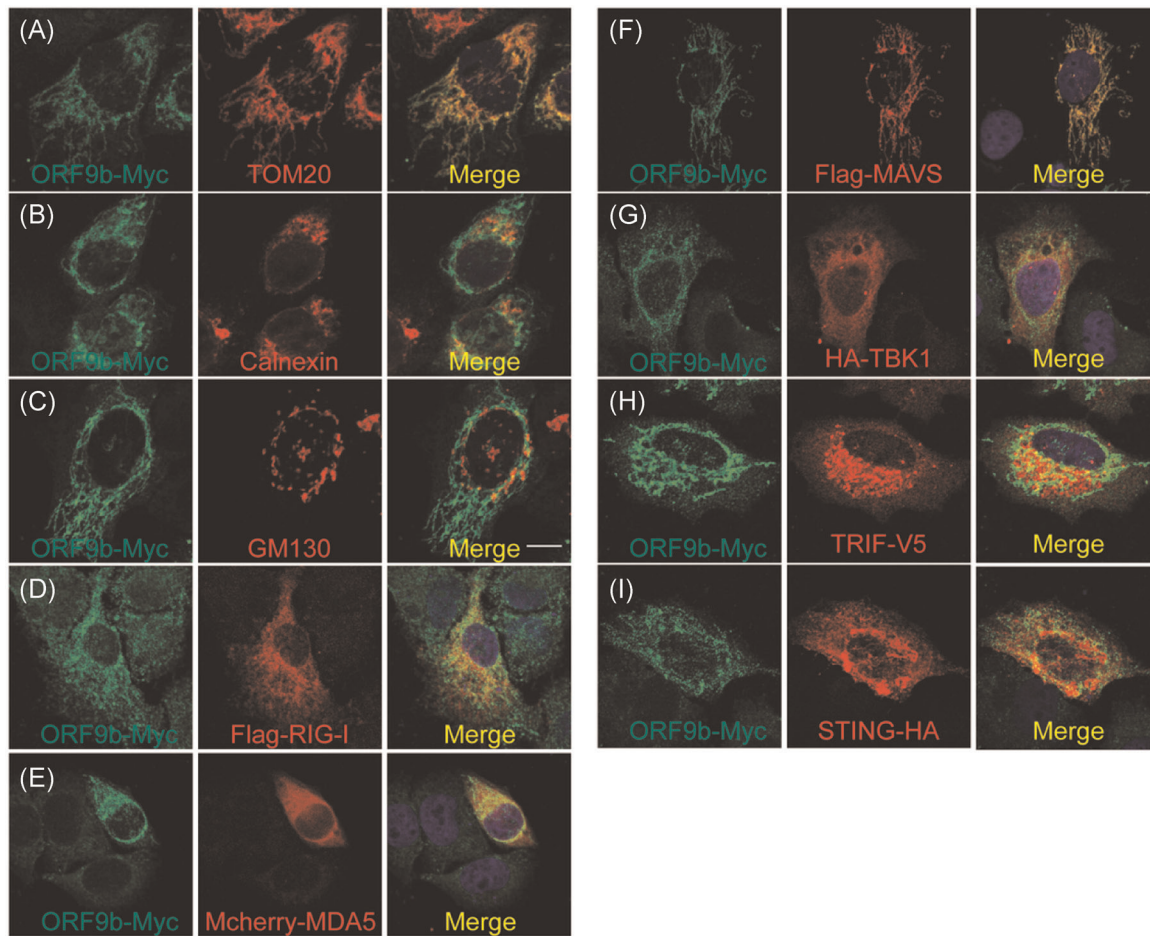 (A)
ORF9b-Myc TOM20 Merge
(B)
ORF9b-Myc Calnexin Merge
(C)
ORF9b-Myc GM130 Merge
(D)
ORF9b-Myc Flag-RIG-I Merge
(E)
ORF9b-Myc Mcherry-MDA5 Merge
(F)
ORF9b-Myc Flag-MAVS Merge
(G)
ORF9b-Myc HA-TBK1 Merge
(H)
ORF9b-Myc TRIF-V5 Merge
(I)
ORF9b-Myc STING-HA Merge